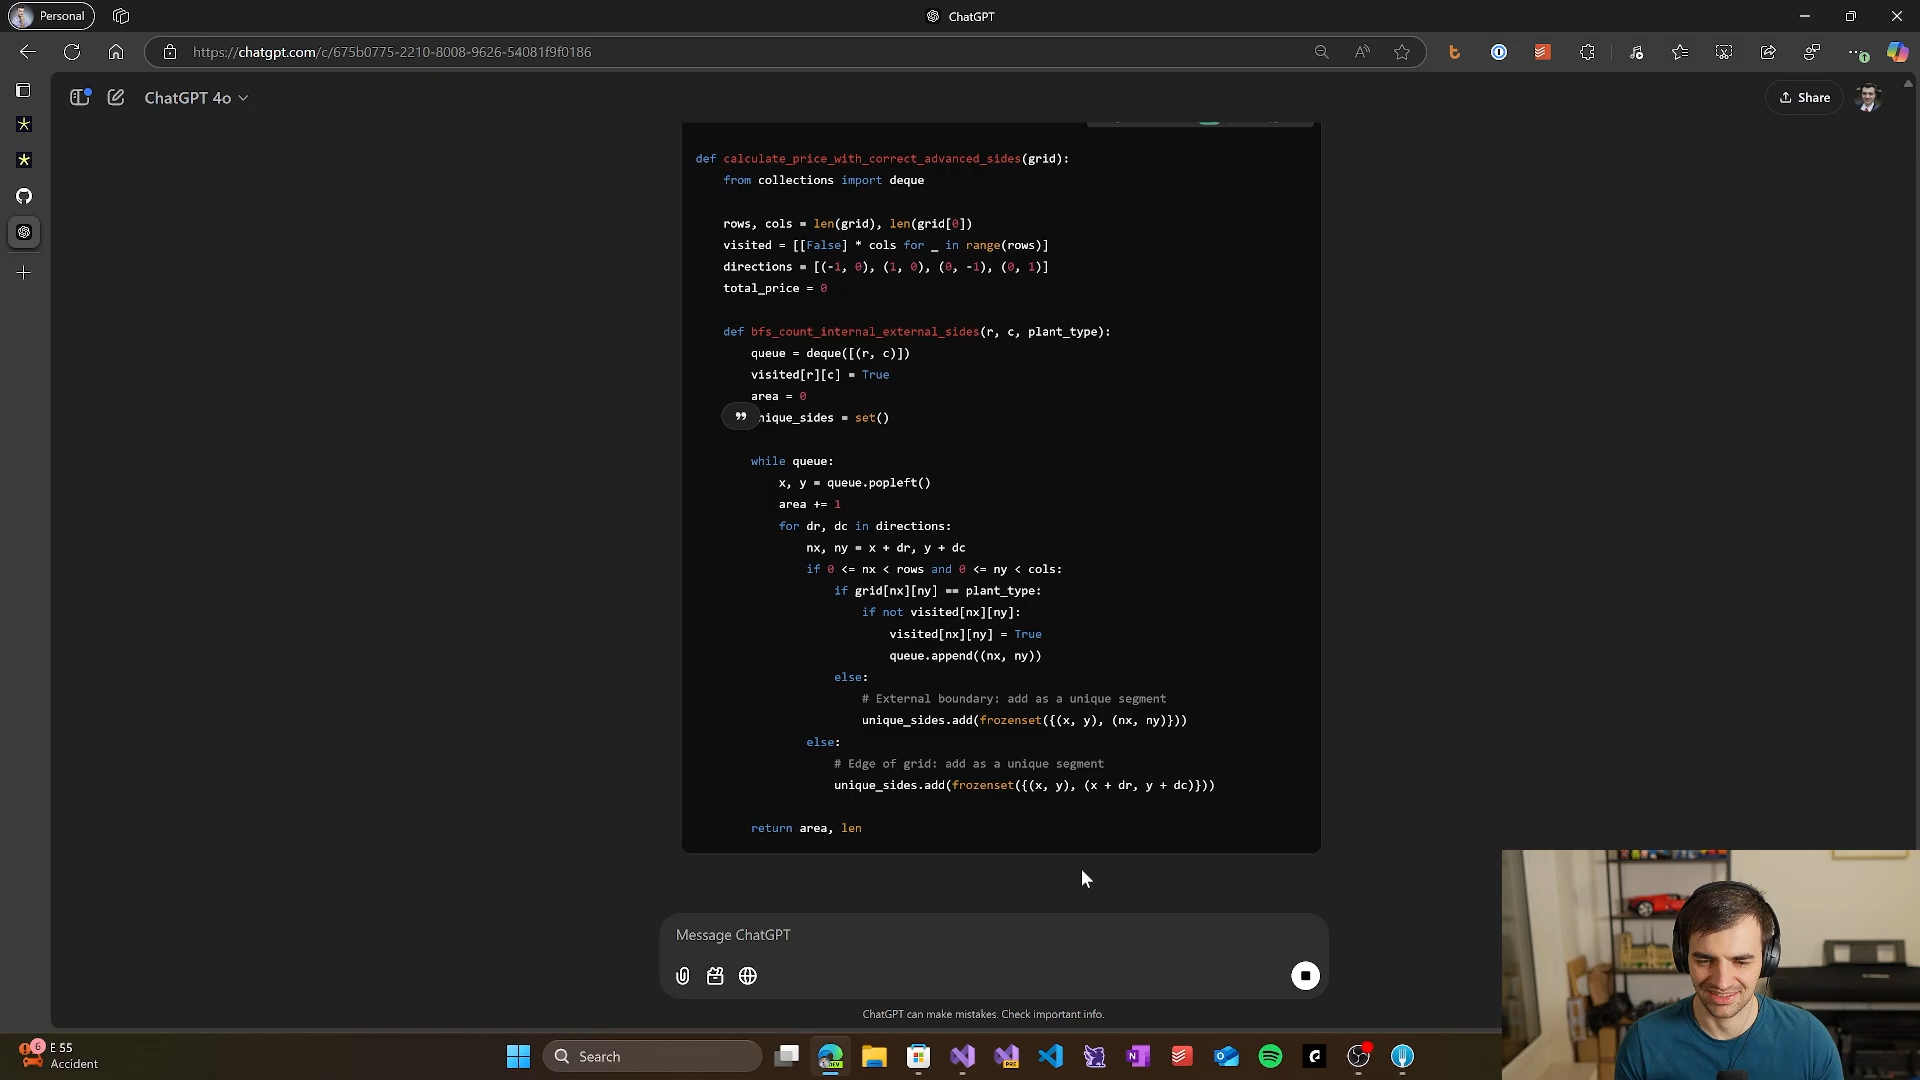 Personal
ChatGPT
https://chatgpt.com/c/675b0775-2210-8008-9626-54081f9f0186
ChatGPT 4o
Share
def calculate_price_with_correct_advanced_sides(grid):
from collections import deque
rows, cols = len(grid), len(grid[0])
visited = [[False] * cols for _ in range(rows)]
directions = [(-1, 0), (1, 0), (0, -1), (0, 1)]
total_price = 0
def bfs_count_internal_external_sides(r, c, plant_type):
queue = deque([(r, c)])
visited[r][c] = True
area = 0
nique_sides = set()
while queue:
x, y = queue.popleft()
area += 1
for dr, dc in directions:
nx, ny = x + dr, y + dc
if 0 <= nx < rows and 0 <= ny < cols:
if grid[nx][ny] == plant_type:
if not visited[nx][ny]:
visited[nx][ny] = True
queue.append((nx, ny))
else:
# External boundary: add as a unique segment
unique_sides.add(frozenset({(x, y), (nx, ny)}))
else:
# Edge of grid: add as a unique segment
unique_sides.add(frozenset({(x, y), (x + dr, y + dc)}))
return area, len
Message ChatGPT
ChatGPT can make mistakes. Check important info.
6
E 55
Accident
Search
DEV
PRE